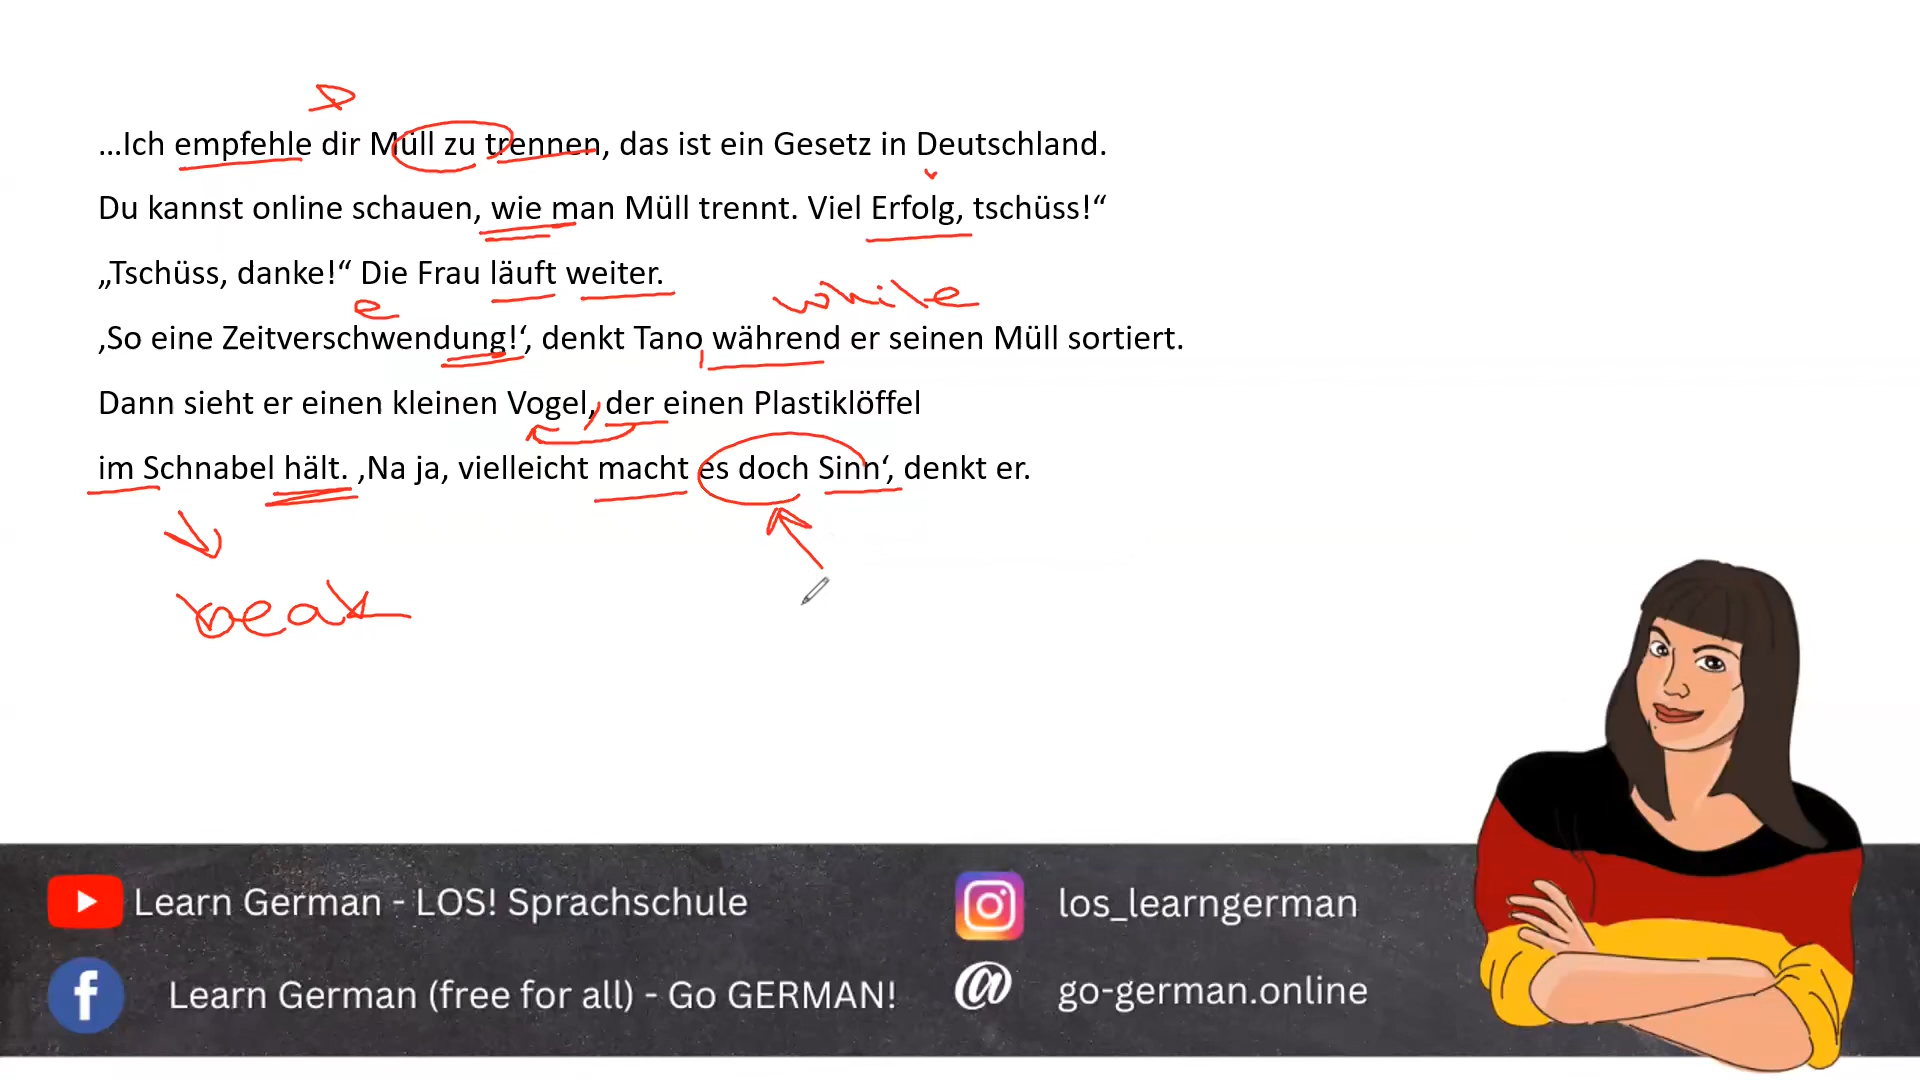 …Ich empfehle dir Müll zu trennen, das ist ein Gesetz in Deutschland.
Du kannst online schauen, wie man Müll trennt. Viel Erfolg, tschüss!“
„Tschüss, danke!“ Die Frau läuft weiter.
e while
‚So eine Zeitverschwendung!‘, denkt Tano während er seinen Müll sortiert.
Dann sieht er einen kleinen Vogel, der einen Plastiklöffel
im Schnabel hält. ‚Na ja, vielleicht macht es doch Sinn‘, denkt er.
beak
Learn German - LOS! Sprachschule
los_learngerman
Learn German (free for all) - Go GERMAN!
go-german.online